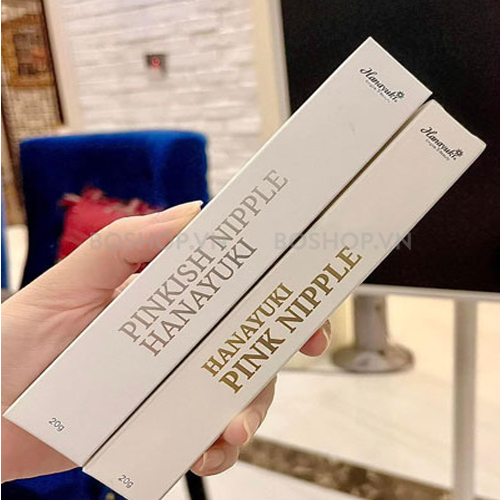 Hanayuki
PINKISH NIPPLE
HANAYUKI
20g
Hanayuki
HANAYUKI
PINK NIPPLE
20g
BOSHOP.VN
BOSHOP.VN